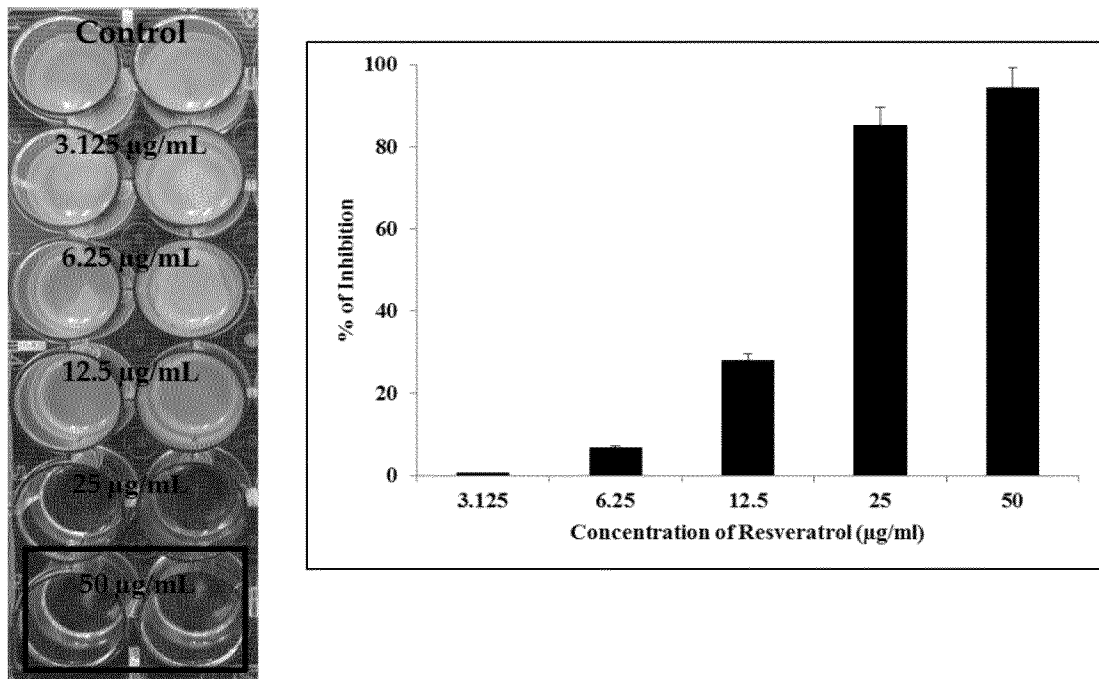 Control
3.125 µg/mL
6.25 µg/mL
12.5 µg/mL
25 µg/mL
50 µg/mL
100
80
60
40
20
0
% of Inhibition
3.125 6.25 12.5 25 50
Concentration of Resveratrol (µg/ml)